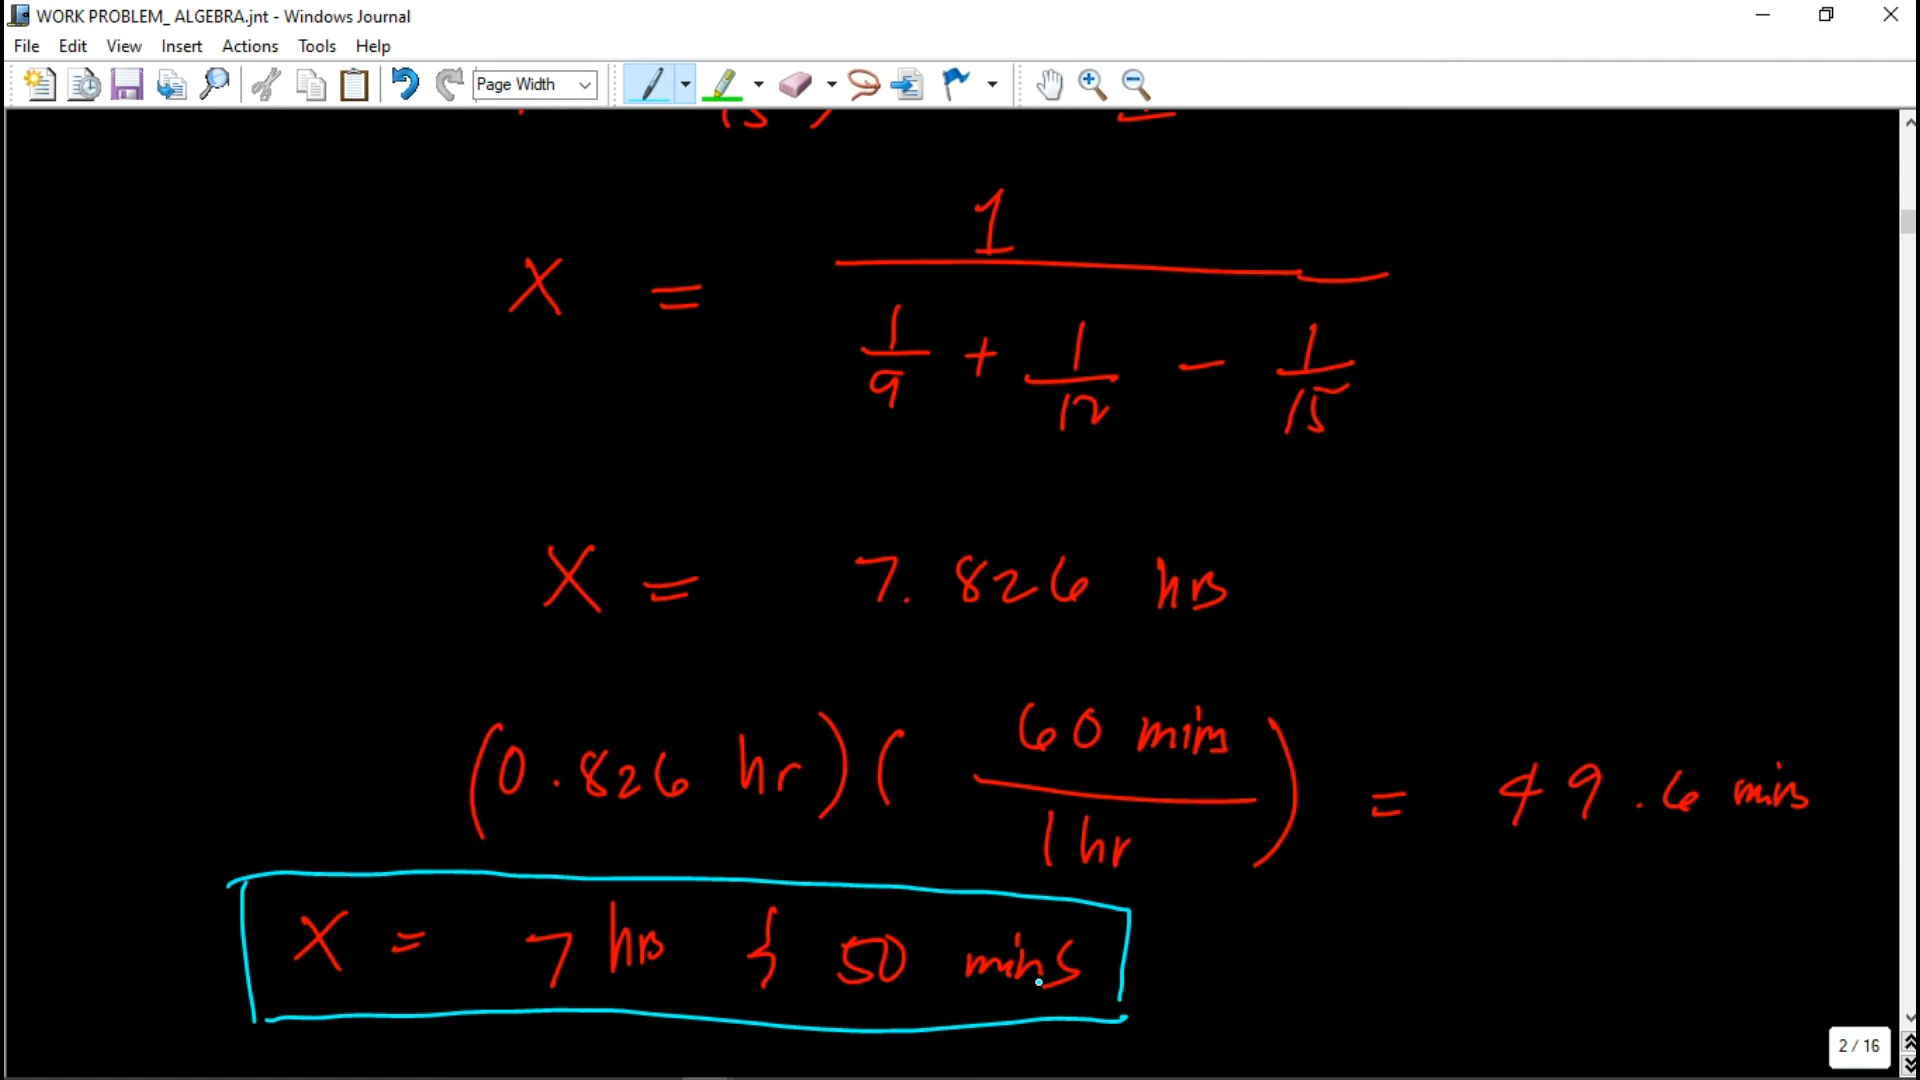 WORK PROBLEM_ ALGEBRA.jnt - Windows Journal
File Edit View Insert Actions Tools Help
Page Width
X = 1
1/9 + 1/12 - 1/15
X = 7.826 hrs
(0.826 hr) ( 60 mins / 1 hr ) = 49.6 mins
X = 7 hrs & 50 mins
2 / 16